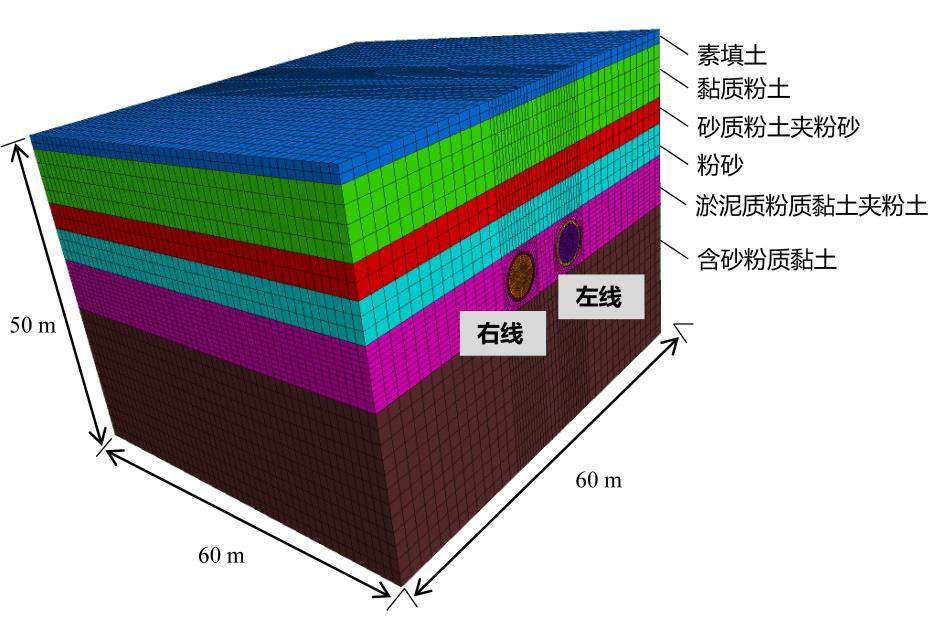 素填土
黏质粉土
砂质粉土夹粉砂
粉砂
淤泥质粉质黏土夹粉土
含砂粉质黏土
左线
右线
50 m
60 m
60 m